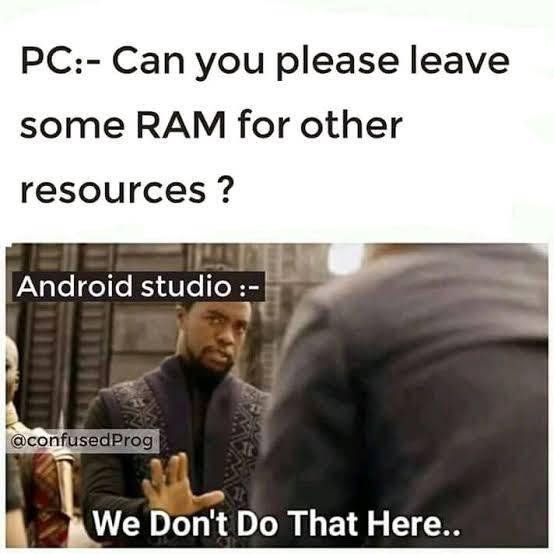 PC:- Can you please leave
some RAM for other
resources ?
Android studio :-
@confusedProg
We Don't Do That Here..